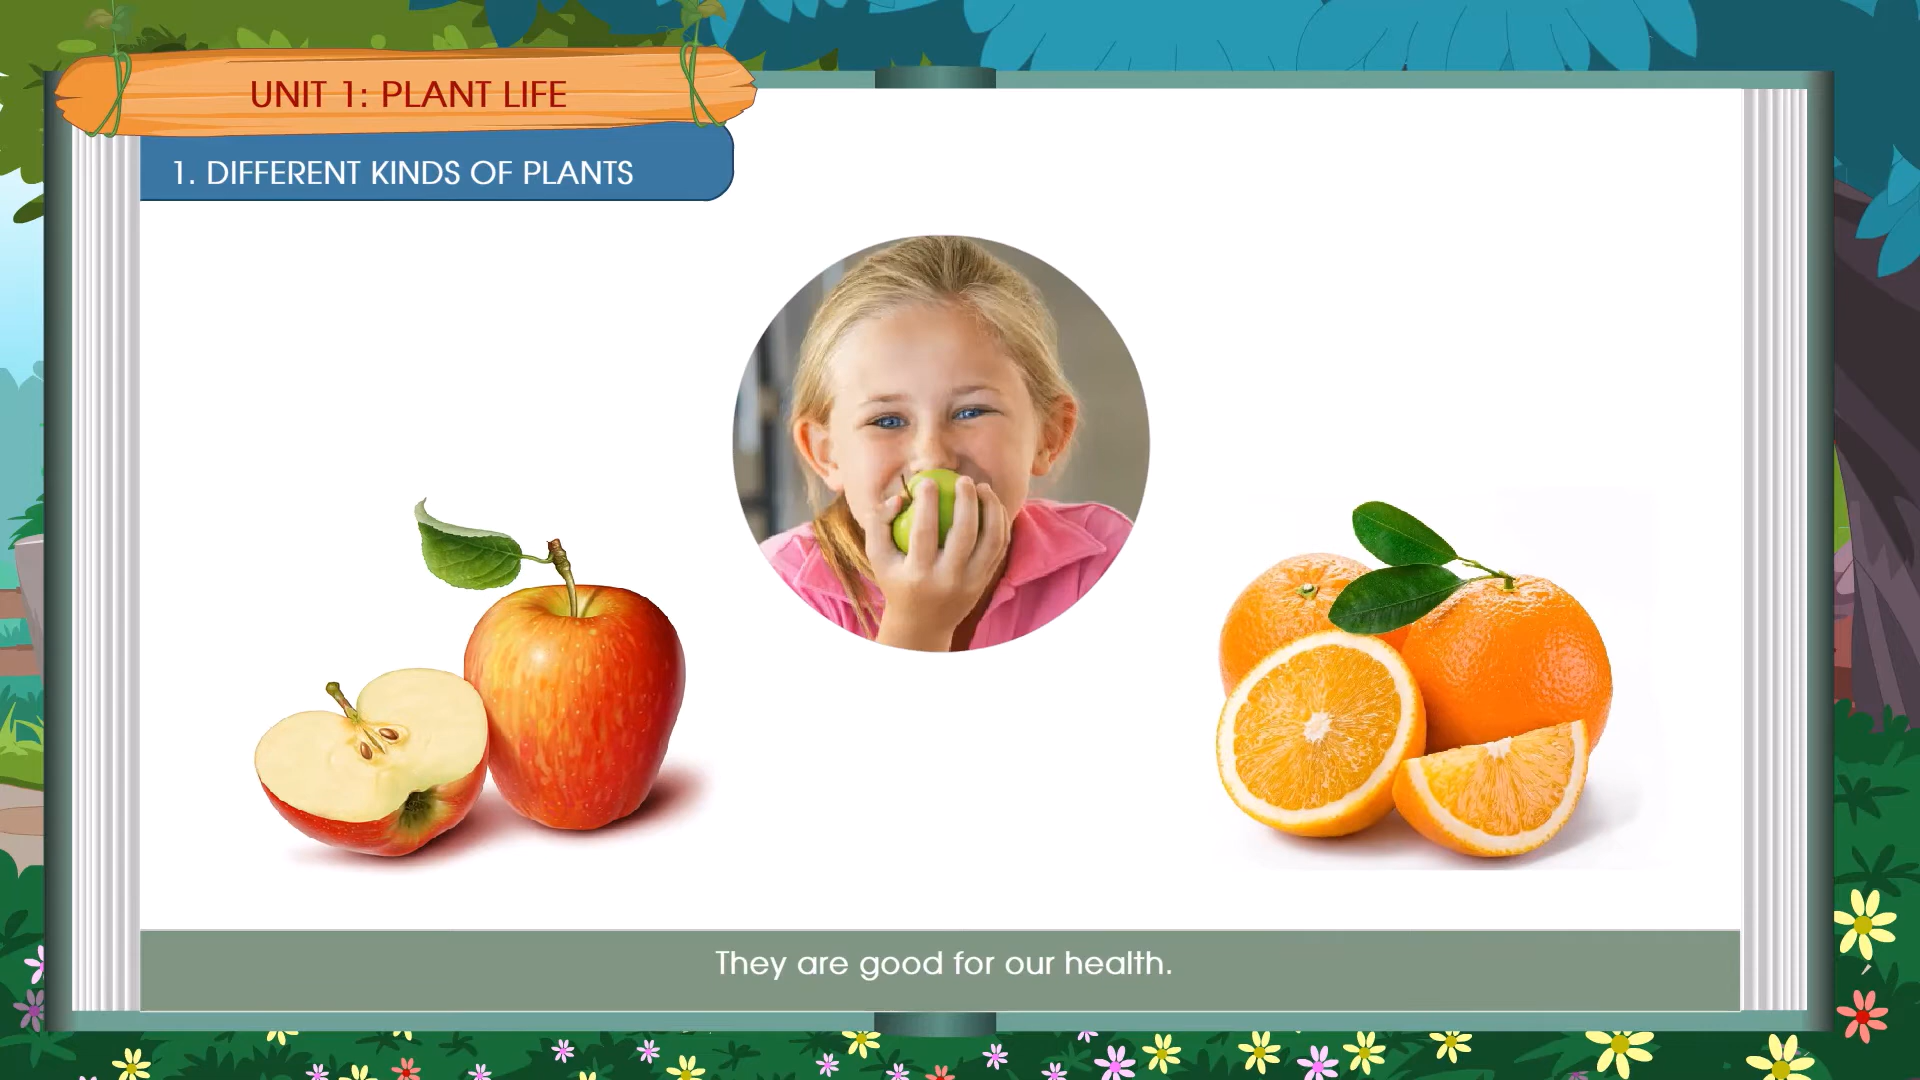 UNIT 1: PLANT LIFE
1. DIFFERENT KINDS OF PLANTS
They are good for our health.